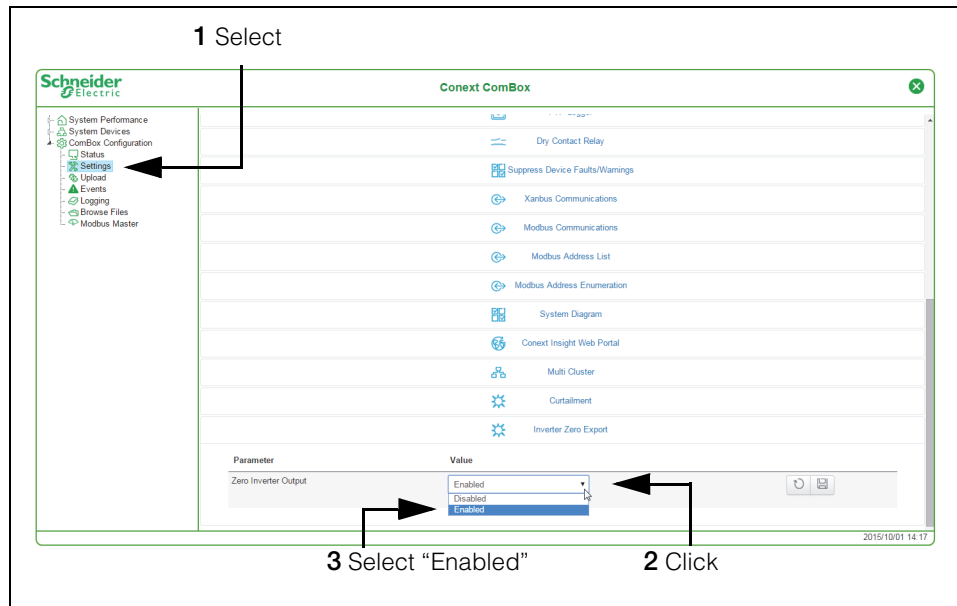 1 Select
Schneider Electric
Conext ComBox
System Performance
System Devices
ComBox Configuration
Status
Settings
Upload
Events
Logging
Browse Files
Modbus Master
Dry Contact Relay
Suppress Device Faults/Warnings
Xanbus Communications
Modbus Communications
Modbus Address List
Modbus Address Enumeration
System Diagram
Conext Insight Web Portal
Multi Cluster
Curtailment
Inverter Zero Export
Parameter Value
Zero Inverter Output Enabled
Disabled
Enabled
2015/10/01 14:17
3 Select “Enabled” 2 Click